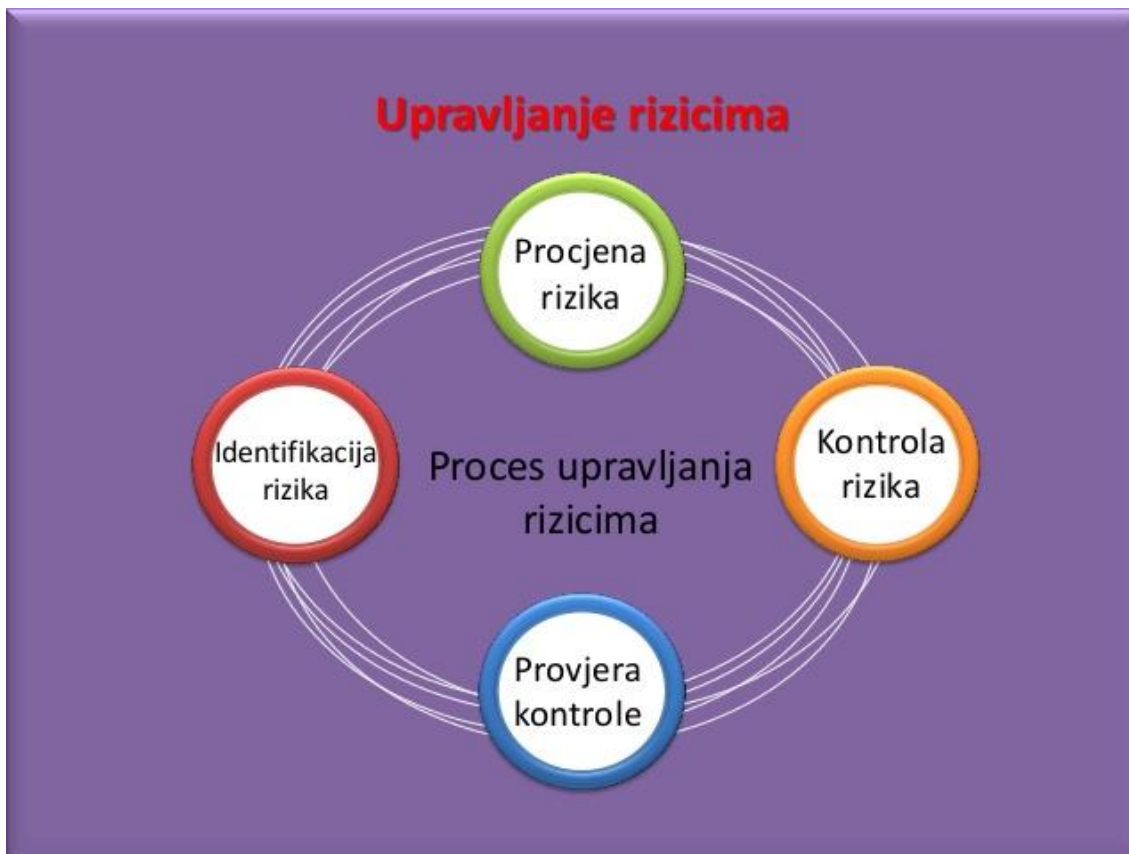 Upravljanje rizicima
Procjena
rizika
Identifikacija
rizika
Proces upravljanja
rizicima
Kontrola
rizika
Provjera
kontrole